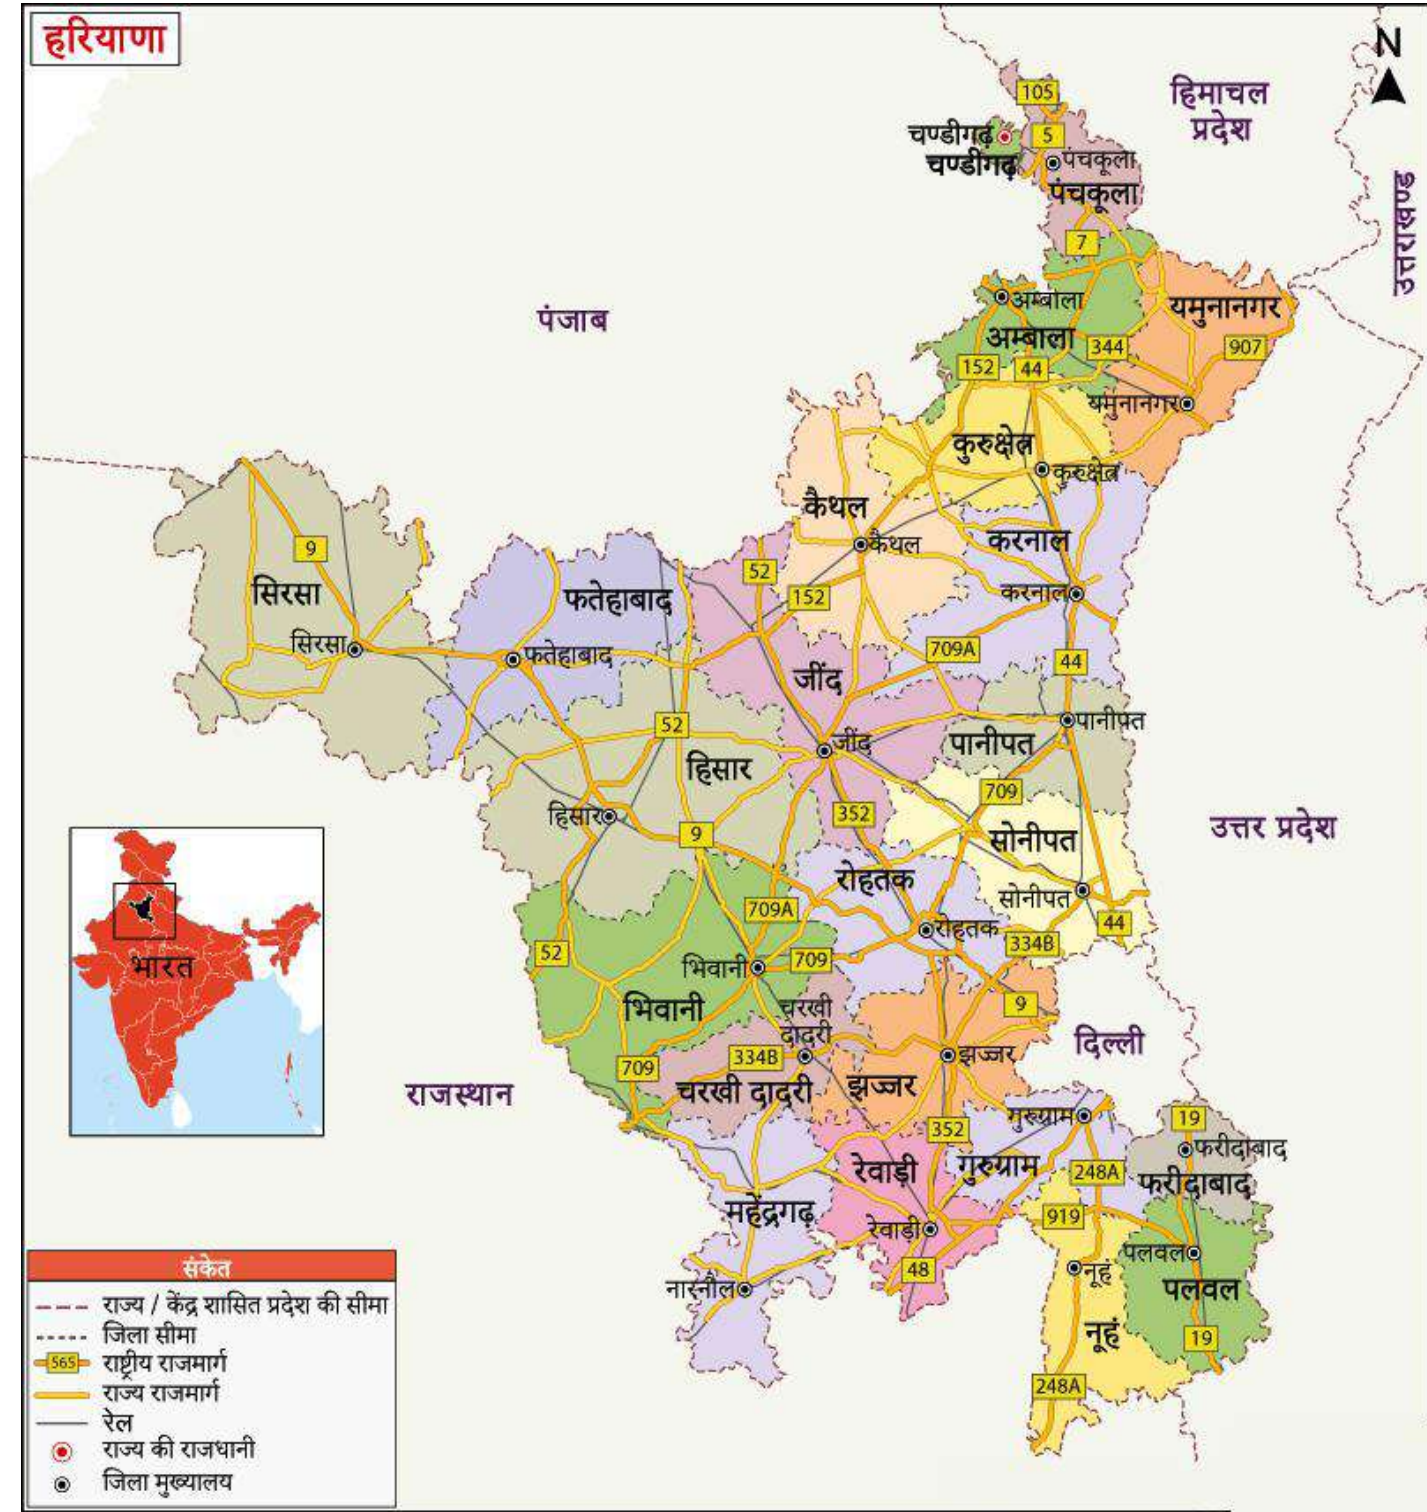 हरियाणा
N
हिमाचल
प्रदेश
उत्तराखण्ड
105
5
चण्डीगढ़
चण्डीगढ़
पंचकूला
पंचकूला
7
पंजाब
अम्बाला
अम्बाला
यमुनानगर
152
44
344
907
यमुनानगर
कुरुक्षेत्र
कुरुक्षेत्र
कैथल
कैथल
करनाल
करनाल
9
सिरसा
सिरसा
फतेहाबाद
फतेहाबाद
52
152
709A
44
जींद
जींद
पानीपत
पानीपत
52
हिसार
हिसार
9
352
709
सोनीपत
सोनीपत
उत्तर प्रदेश
रोहतक
रोहतक
709A
709
334B
44
52
भिवानी
भिवानी
9
चरखी
दादरी
334B
709
चरखी दादरी
झज्जर
झज्जर
दिल्ली
राजस्थान
भारत
352
गुरुग्राम
गुरुग्राम
19
फरीदाबाद
फरीदाबाद
248A
रेवाड़ी
रेवाड़ी
महेंद्रगढ़
919
48
नारनौल
पलवल
पलवल
नूहं
नूहं
19
248A
संकेत
राज्य / केंद्र शासित प्रदेश की सीमा
जिला सीमा
565 राष्ट्रीय राजमार्ग
राज्य राजमार्ग
रेल
राज्य की राजधानी
जिला मुख्यालय